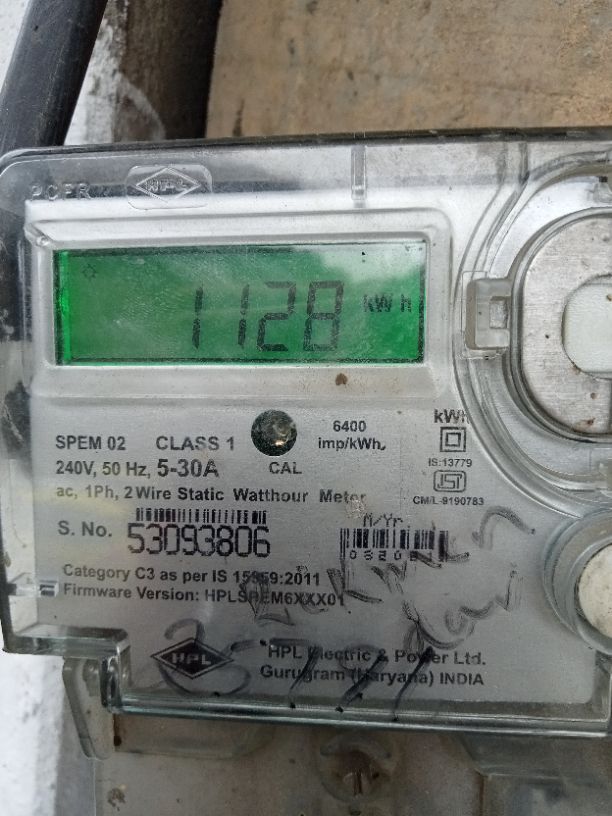 HPL
1128 kWh
6400
imp/kWh
kWh
SPEM 02 CLASS 1
240V, 50 Hz, 5-30A
CAL
IS:13779
ISI
CM/L-9190783
ac, 1Ph, 2 Wire Static Watthour Meter
M/Yr
S. No. 53093806
Category C3 as per IS 15959:2011
Firmware Version: HPLSPEM6XXX01
HPL
HPL Electric & Power Ltd.
Gurugram (Haryana) INDIA